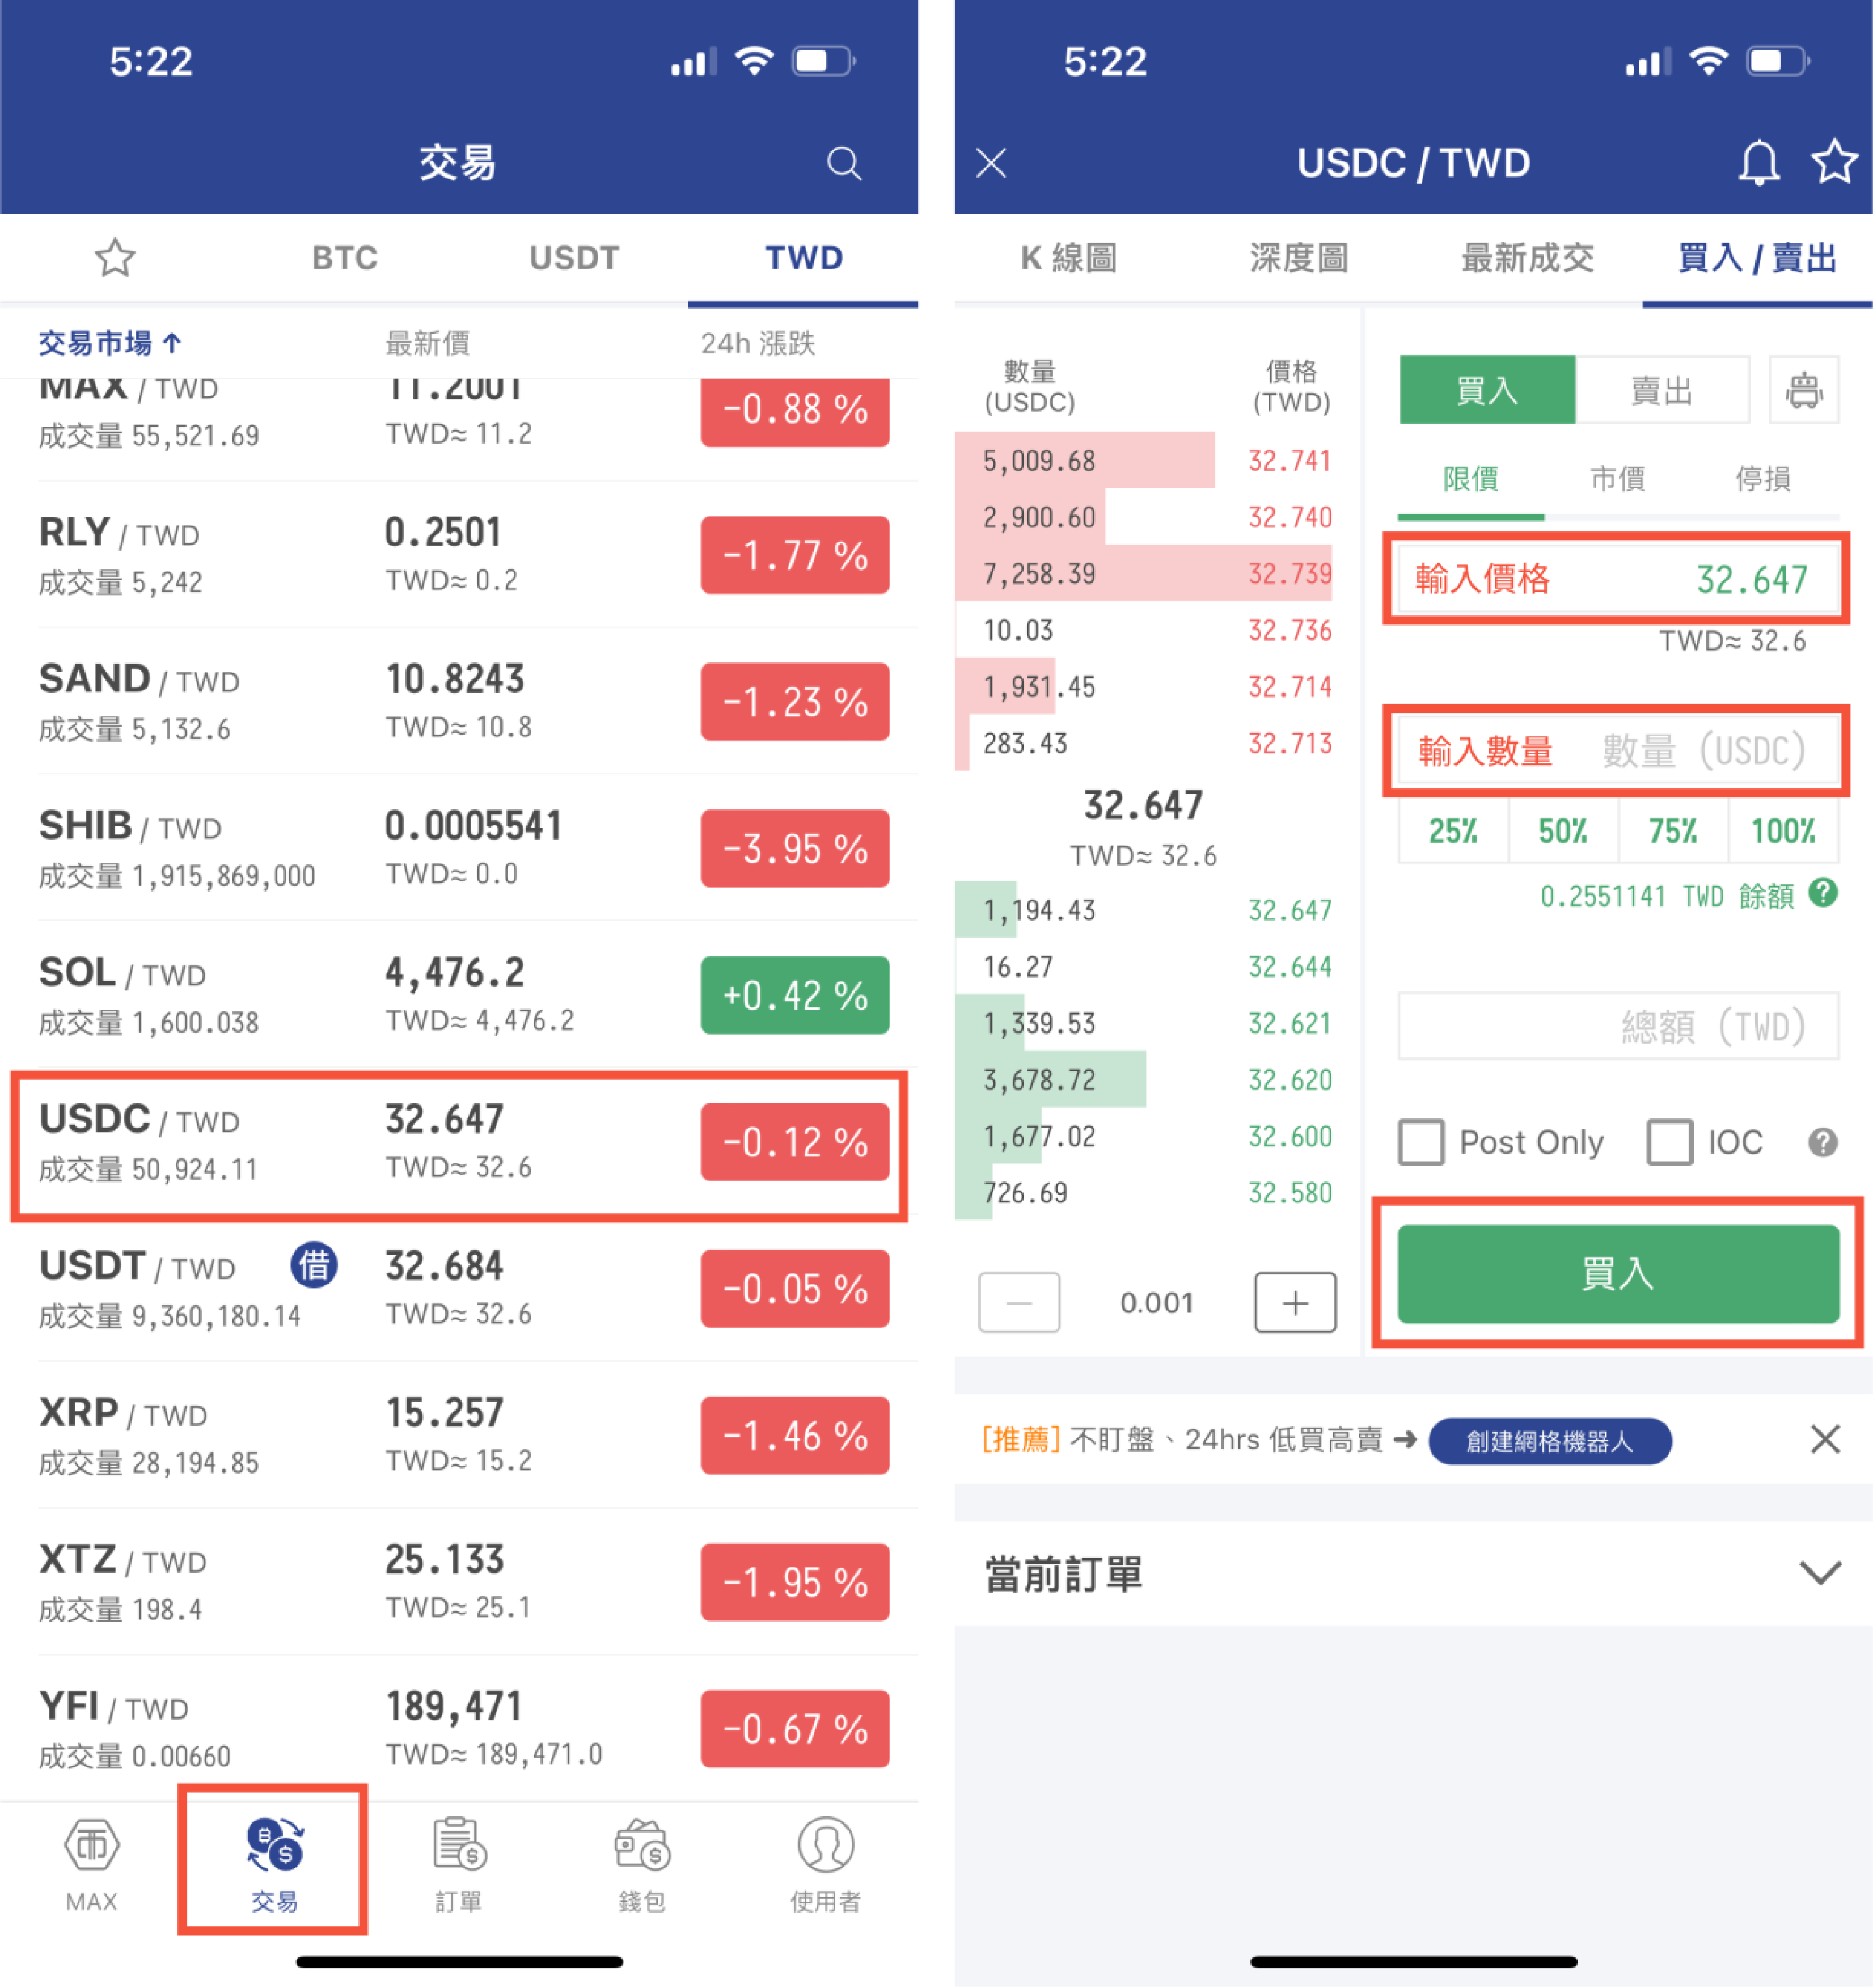 5:22
交易
BTC USDT TWD
交易市場 ↑ 最新價 24h 漲跌
MAX / TWD 11.2001 -0.88 %
成交量 55,521.69 TWD≈ 11.2
RLY / TWD 0.2501 -1.77 %
成交量 5,242 TWD≈ 0.2
SAND / TWD 10.8243 -1.23 %
成交量 5,132.6 TWD≈ 10.8
SHIB / TWD 0.0005541 -3.95 %
成交量 1,915,869,000 TWD≈ 0.0
SOL / TWD 4,476.2 +0.42 %
成交量 1,600.038 TWD≈ 4,476.2
USDC / TWD 32.647 -0.12 %
成交量 50,924.11 TWD≈ 32.6
USDT / TWD 借 32.684 -0.05 %
成交量 9,360,180.14 TWD≈ 32.6
XRP / TWD 15.257 -1.46 %
成交量 28,194.85 TWD≈ 15.2
XTZ / TWD 25.133 -1.95 %
成交量 198.4 TWD≈ 25.1
YFI / TWD 189,471 -0.67 %
成交量 0.00660 TWD≈ 189,471.0
MAX 交易 訂單 錢包 使用者
5:22
USDC / TWD
K 線圖 深度圖 最新成交 買入 / 賣出
數量 價格
(USDC) (TWD)
5,009.68 32.741
2,900.60 32.740
7,258.39 32.739
10.03 32.736
1,931.45 32.714
283.43 32.713
32.647
TWD≈ 32.6
1,194.43 32.647
16.27 32.644
1,339.53 32.621
3,678.72 32.620
1,677.02 32.600
726.69 32.580
— 0.001 +
買入 賣出
限價 市價 停損
輸入價格 32.647
TWD≈ 32.6
輸入數量 數量 (USDC)
25% 50% 75% 100%
0.2551141 TWD 餘額 ?
總額 (TWD)
Post Only IOC ?
買入
[推薦] 不盯盤、24hrs 低買高賣 ➜ 創建網格機器人
當前訂單